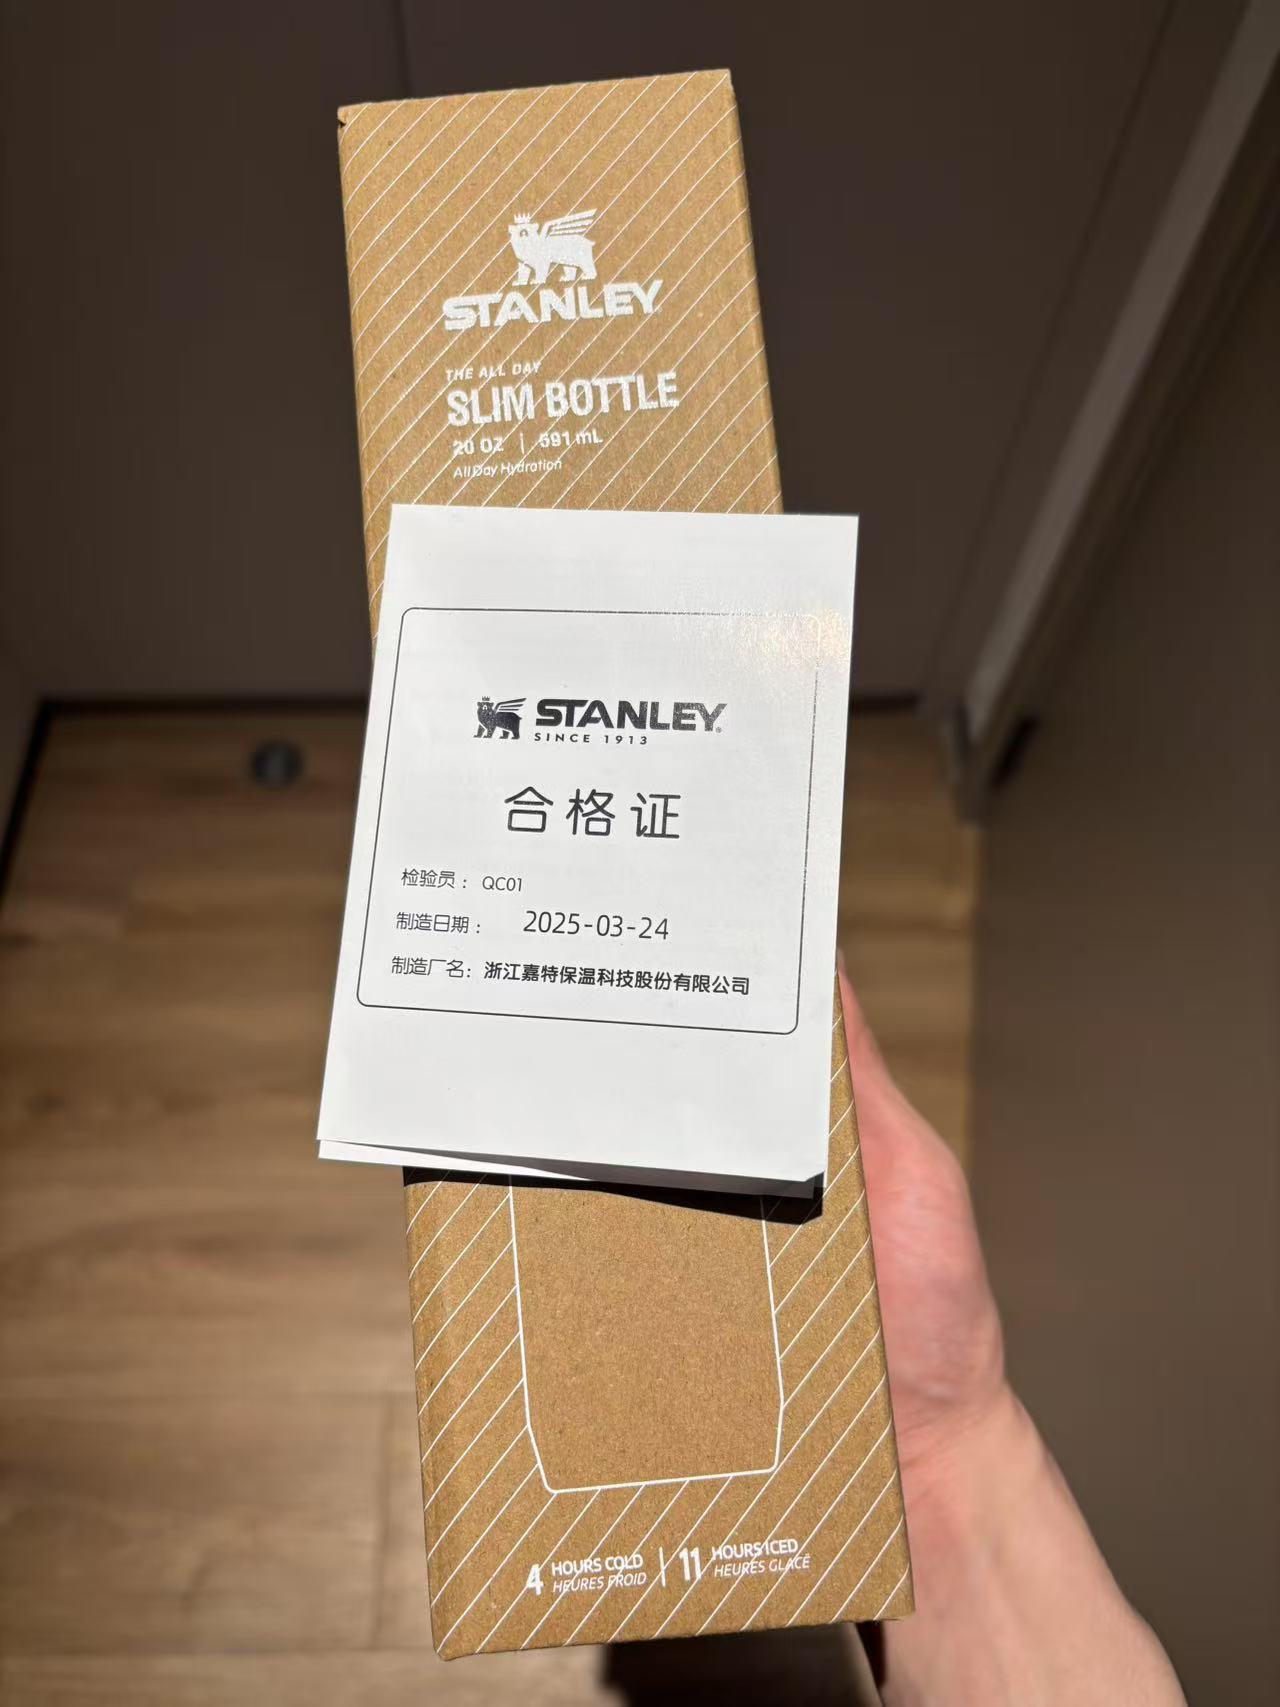 STANLEY
THE ALL DAY
SLIM BOTTLE
20 OZ | 591 mL
All Day Hydration
STANLEY
SINCE 1913
合格证
检验员： QC01
制造日期： 2025-03-24
制造厂名：浙江嘉特保温科技股份有限公司
4 HOURS COLD | 11 HOURS ICED
HEURES FROID HEURES GLACÉ